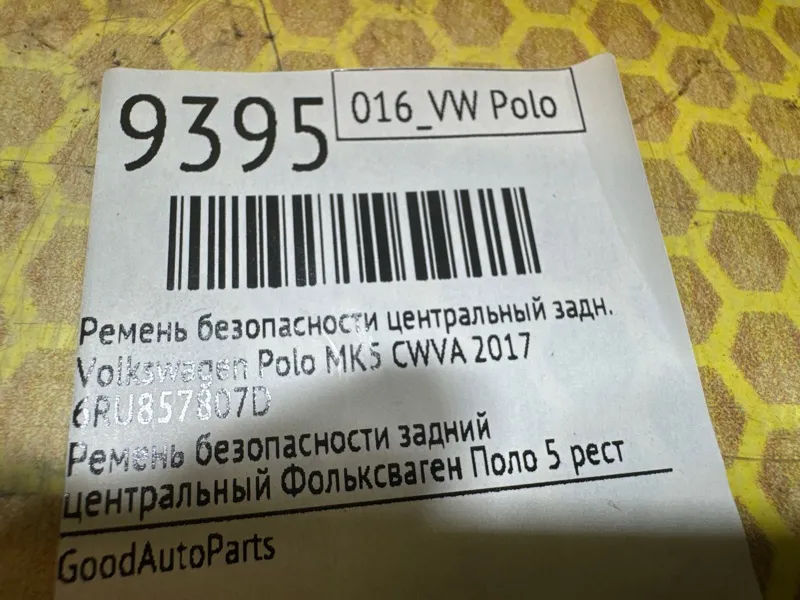 9395
016_VW Polo
Ремень безопасности центральный задн.
Volkswagen Polo MK5 CWVA 2017
6RU857807D
Ремень безопасности задний
центральный Фольксваген Поло 5 рест
GoodAutoParts